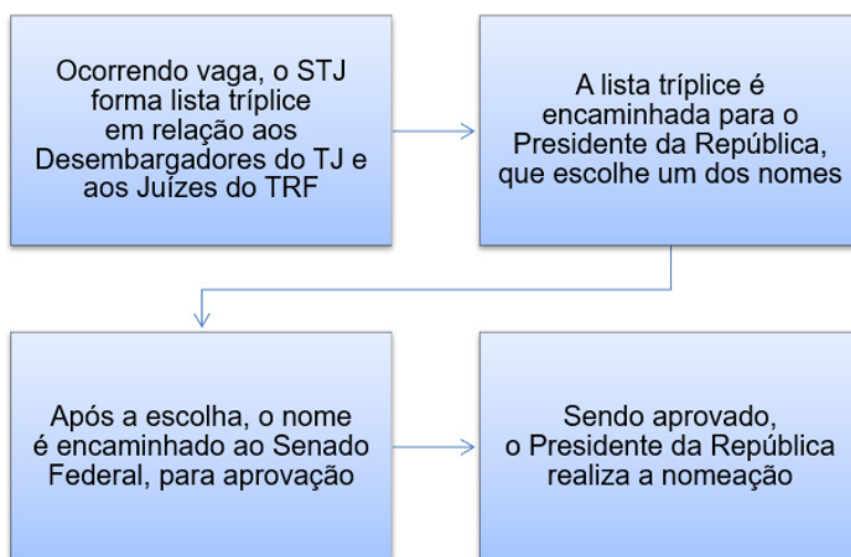 Ocorrendo vaga, o STJ
forma lista tríplice
em relação aos
Desembargadores do TJ e
aos Juízes do TRF
A lista tríplice é
encaminhada para o
Presidente da República,
que escolhe um dos nomes
Após a escolha, o nome
é encaminhado ao Senado
Federal, para aprovação
Sendo aprovado,
o Presidente da República
realiza a nomeação